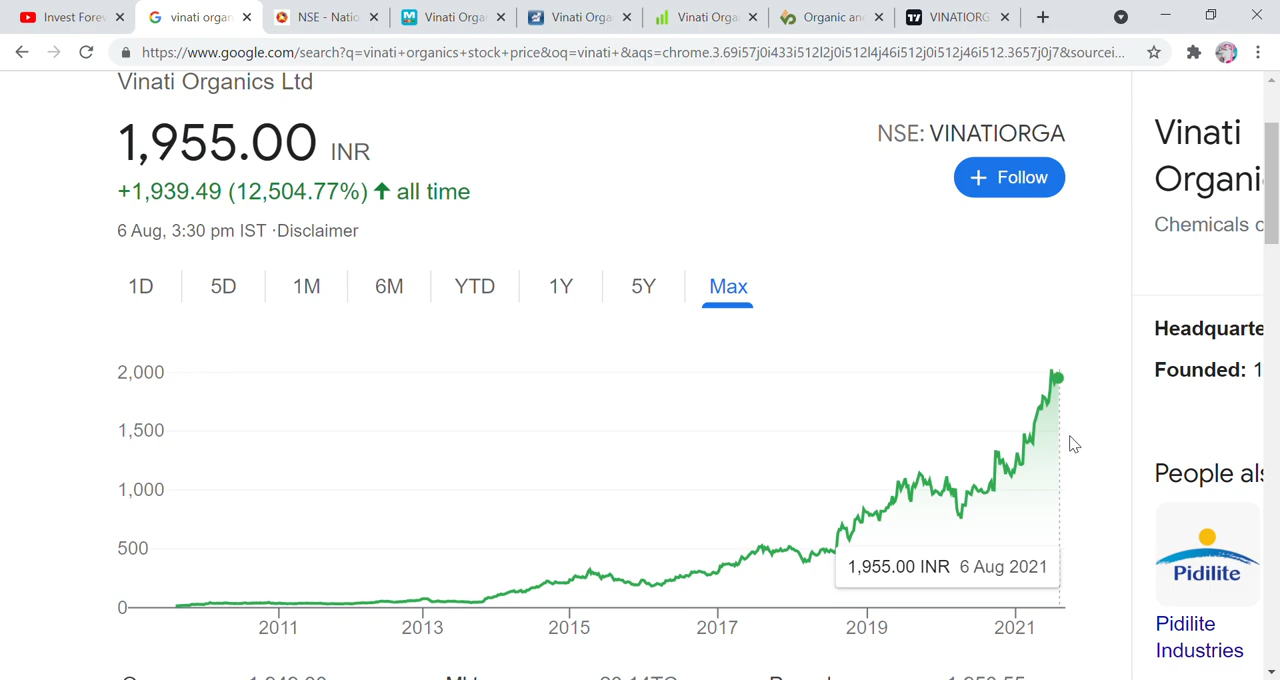 Invest Fore
vinati organ
NSE - Natio
Vinati Orga
Vinati Orga
Vinati Orga
Organic an
VINATIORG
https://www.google.com/search?q=vinati+organics+stock+price&oq=vinati+&aqs=chrome.3.69i57j0i433i512l2j0i512l4j46i512j0i512j46i512.3657j0j7&sourcei...
Vinati Organics Ltd
1,955.00 INR
+1,939.49 (12,504.77%) all time
6 Aug, 3:30 pm IST ·Disclaimer
NSE: VINATIORGA
+ Follow
1D 5D 1M 6M YTD 1Y 5Y Max
2,000
1,500
1,000
500
0
1,955.00 INR 6 Aug 2021
2011 2013 2015 2017 2019 2021
Vinati
Organi
Chemicals c
Headquarte
Founded: 1
People als
Pidilite
Pidilite
Industries